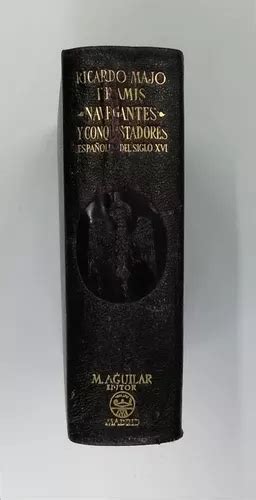 RICARDO MAJO
FRAMIS
NAVEGANTES
Y CONQUISTADORES
ESPAÑOLES DEL SIGLO XVI
M. AGUILAR
EDITOR
MADRID